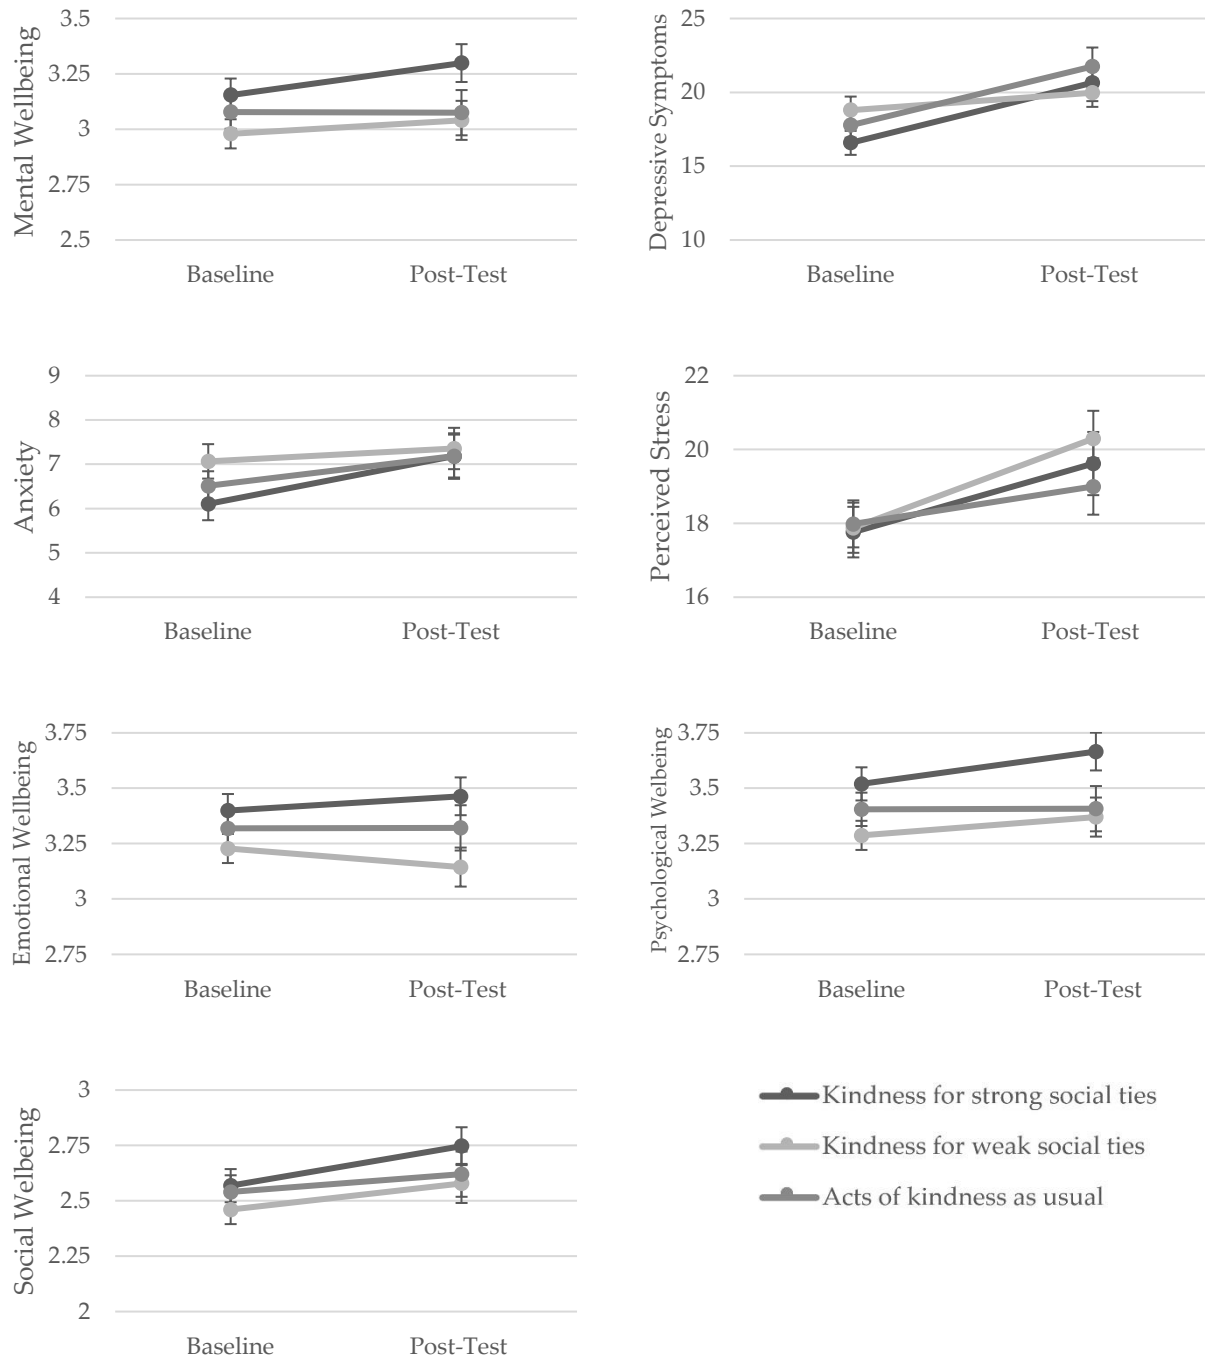 Mental Wellbeing
3.5
3.25
3
2.75
2.5
Baseline Post-Test
Depressive Symptoms
25
20
15
10
Baseline Post-Test
Anxiety
9
8
7
6
5
4
Baseline Post-Test
Perceived Stress
22
20
18
16
Baseline Post-Test
Emotional Wellbeing
3.75
3.5
3.25
3
2.75
Baseline Post-Test
Psychological Welbeing
3.75
3.5
3.25
3
2.75
Baseline Post-Test
Social Welbeing
3
2.75
2.5
2.25
2
Baseline Post-Test
Kindness for strong social ties
Kindness for weak social ties
Acts of kindness as usual